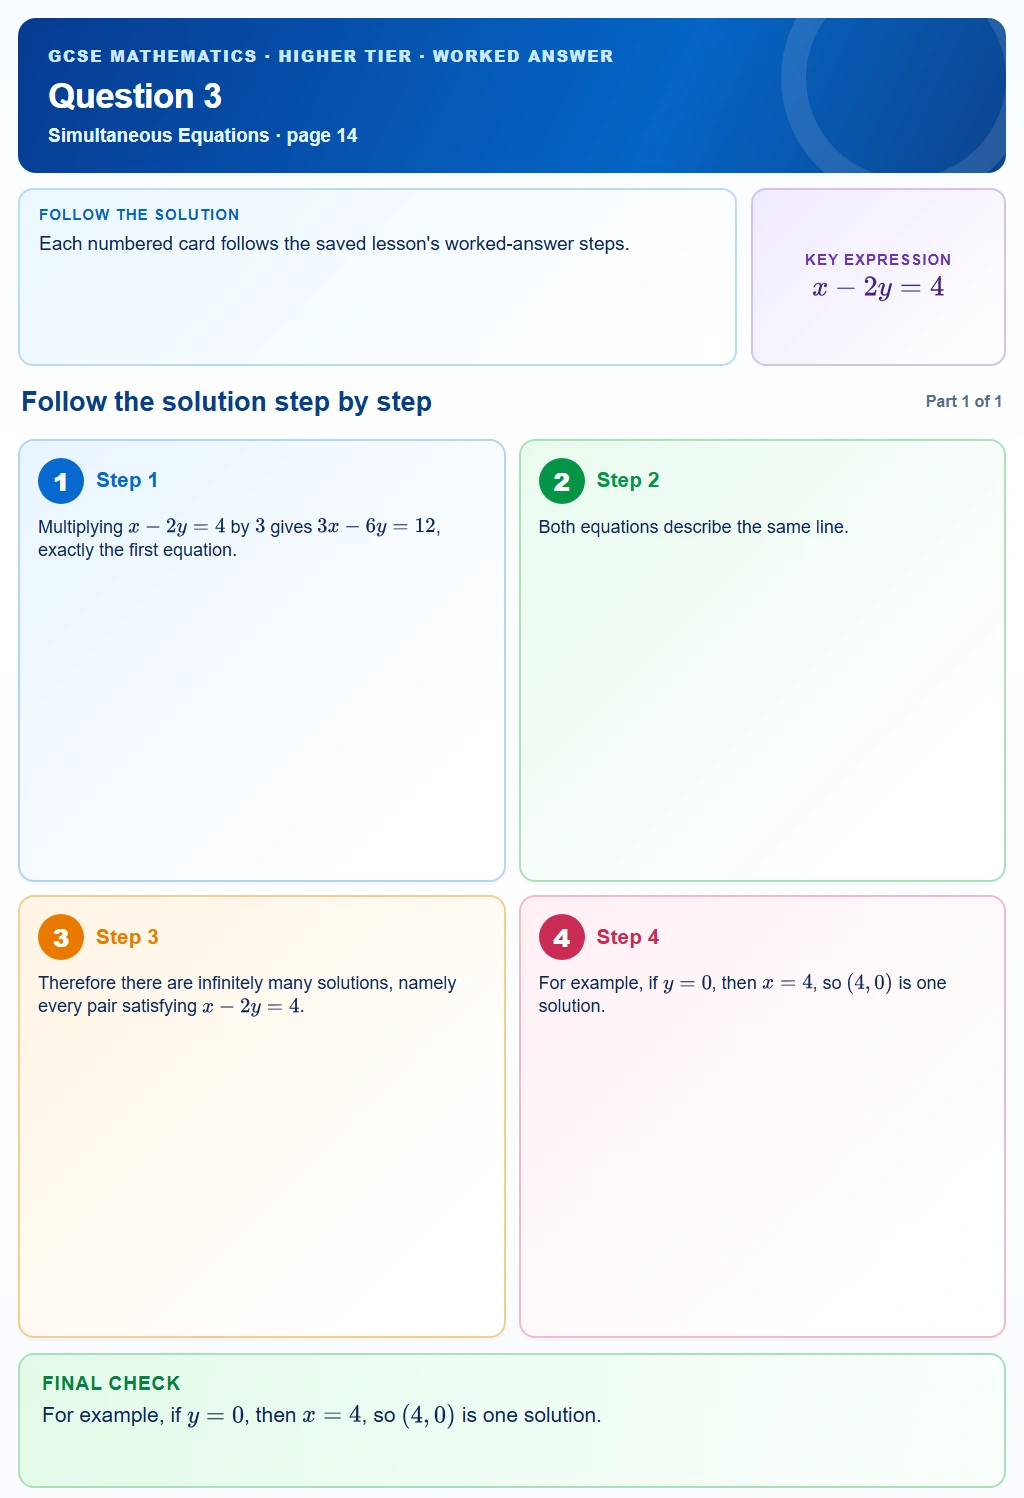 GCSE MATHEMATICS · HIGHER TIER · WORKED ANSWER
Question 3
Simultaneous Equations · page 14
FOLLOW THE SOLUTION
Each numbered card follows the saved lesson's worked-answer steps.
KEY EXPRESSION
x − 2y = 4
Follow the solution step by step
Part 1 of 1
1 Step 1
Multiplying x − 2y = 4 by 3 gives 3x − 6y = 12,
exactly the first equation.
2 Step 2
Both equations describe the same line.
3 Step 3
Therefore there are infinitely many solutions, namely
every pair satisfying x − 2y = 4.
4 Step 4
For example, if y = 0, then x = 4, so (4, 0) is one
solution.
FINAL CHECK
For example, if y = 0, then x = 4, so (4, 0) is one solution.